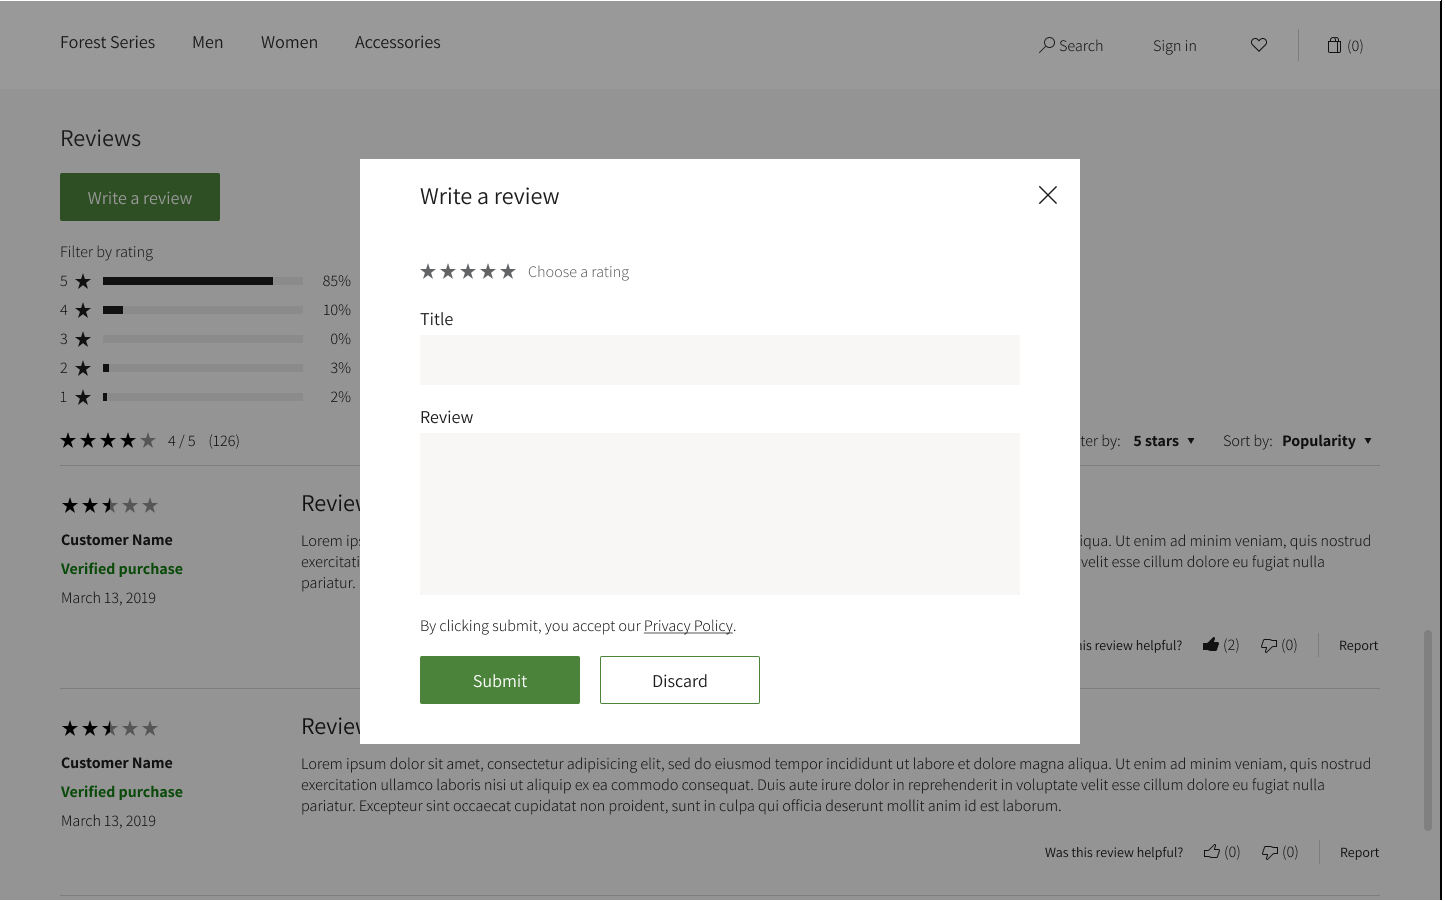 Forest Series Men Women Accessories Search Sign in (0)
Reviews
Write a review
Filter by rating
5 ★ 85%
4 ★ 10%
3 ★ 0%
2 ★ 3%
1 ★ 2%
★★★★★ 4 / 5 (126)
ter by: 5 stars ▼ Sort by: Popularity ▼
Write a review
★★★★★ Choose a rating
Title
Review
By clicking submit, you accept our Privacy Policy.
Submit Discard
Customer Name
Verified purchase
March 13, 2019
Review
Lorem ips iqua. Ut enim ad minim veniam, quis nostrud
exercitati velit esse cillum dolore eu fugiat nulla
pariatur.
is review helpful? (2) (0) Report
Customer Name
Verified purchase
March 13, 2019
Review
Lorem ipsum dolor sit amet, consectetur adipisicing elit, sed do eiusmod tempor incididunt ut labore et dolore magna aliqua. Ut enim ad minim veniam, quis nostrud
exercitation ullamco laboris nisi ut aliquip ex ea commodo consequat. Duis aute irure dolor in reprehenderit in voluptate velit esse cillum dolore eu fugiat nulla
pariatur. Excepteur sint occaecat cupidatat non proident, sunt in culpa qui officia deserunt mollit anim id est laborum.
Was this review helpful? (0) (0) Report